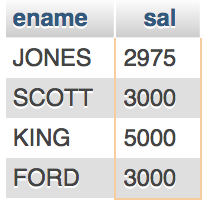 ename sal
JONES 2975
SCOTT 3000
KING 5000
FORD 3000